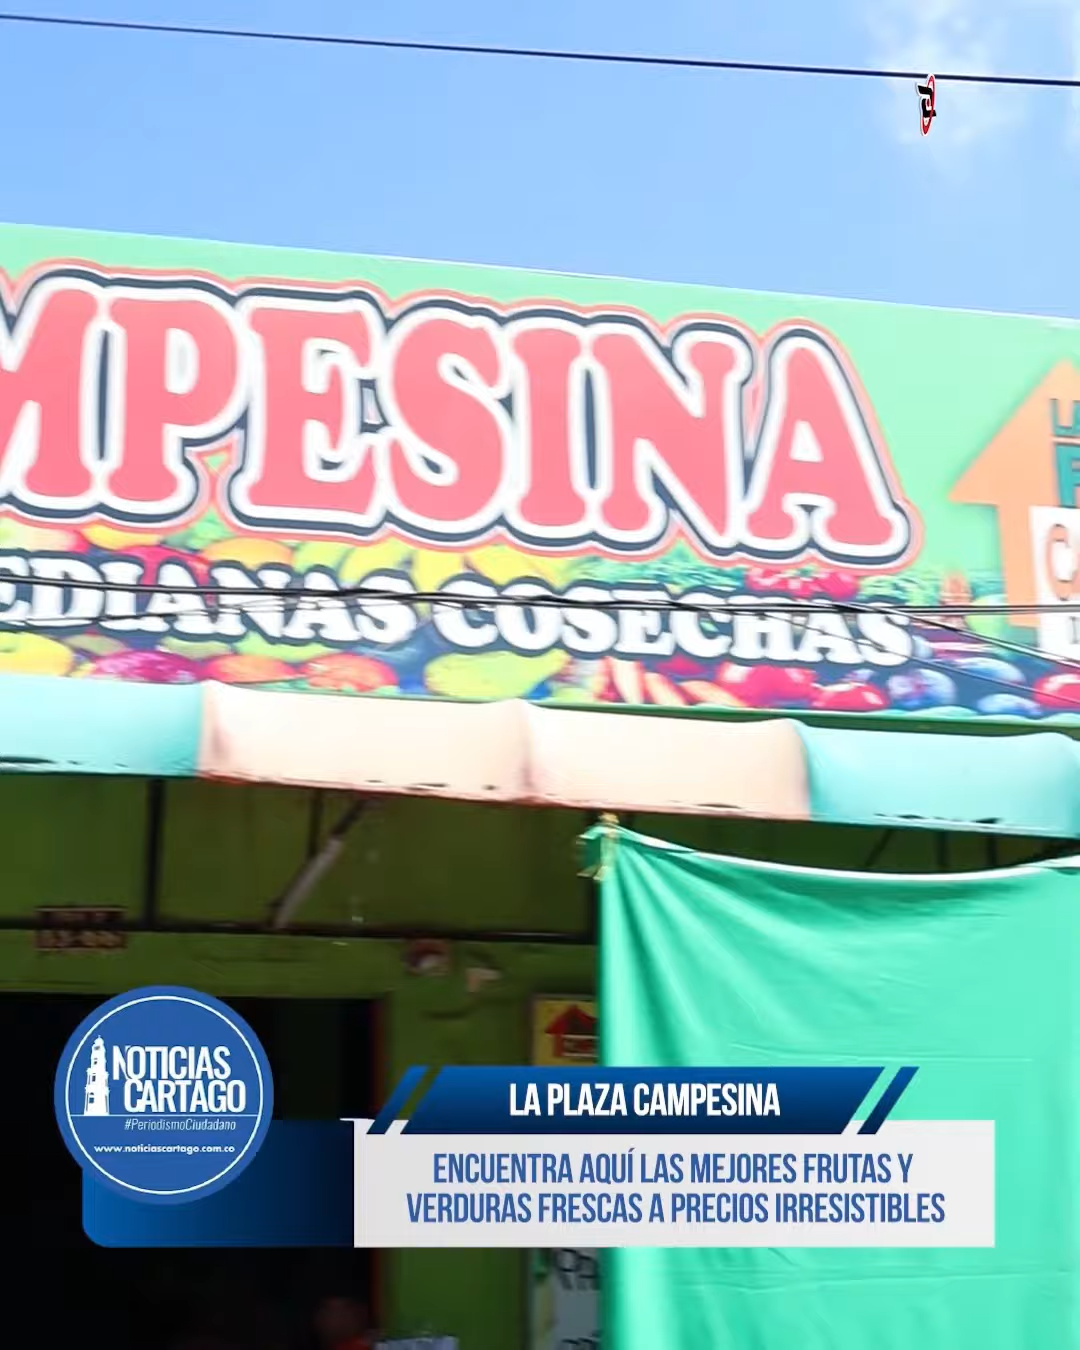 MPESINA
EDIANAS COSECHAS
NOTICIAS
CARTAGO
#PeriodismoCiudadano
www.noticiascartago.com.co
LA PLAZA CAMPESINA
ENCUENTRA AQUÍ LAS MEJORES FRUTAS Y
VERDURAS FRESCAS A PRECIOS IRRESISTIBLES